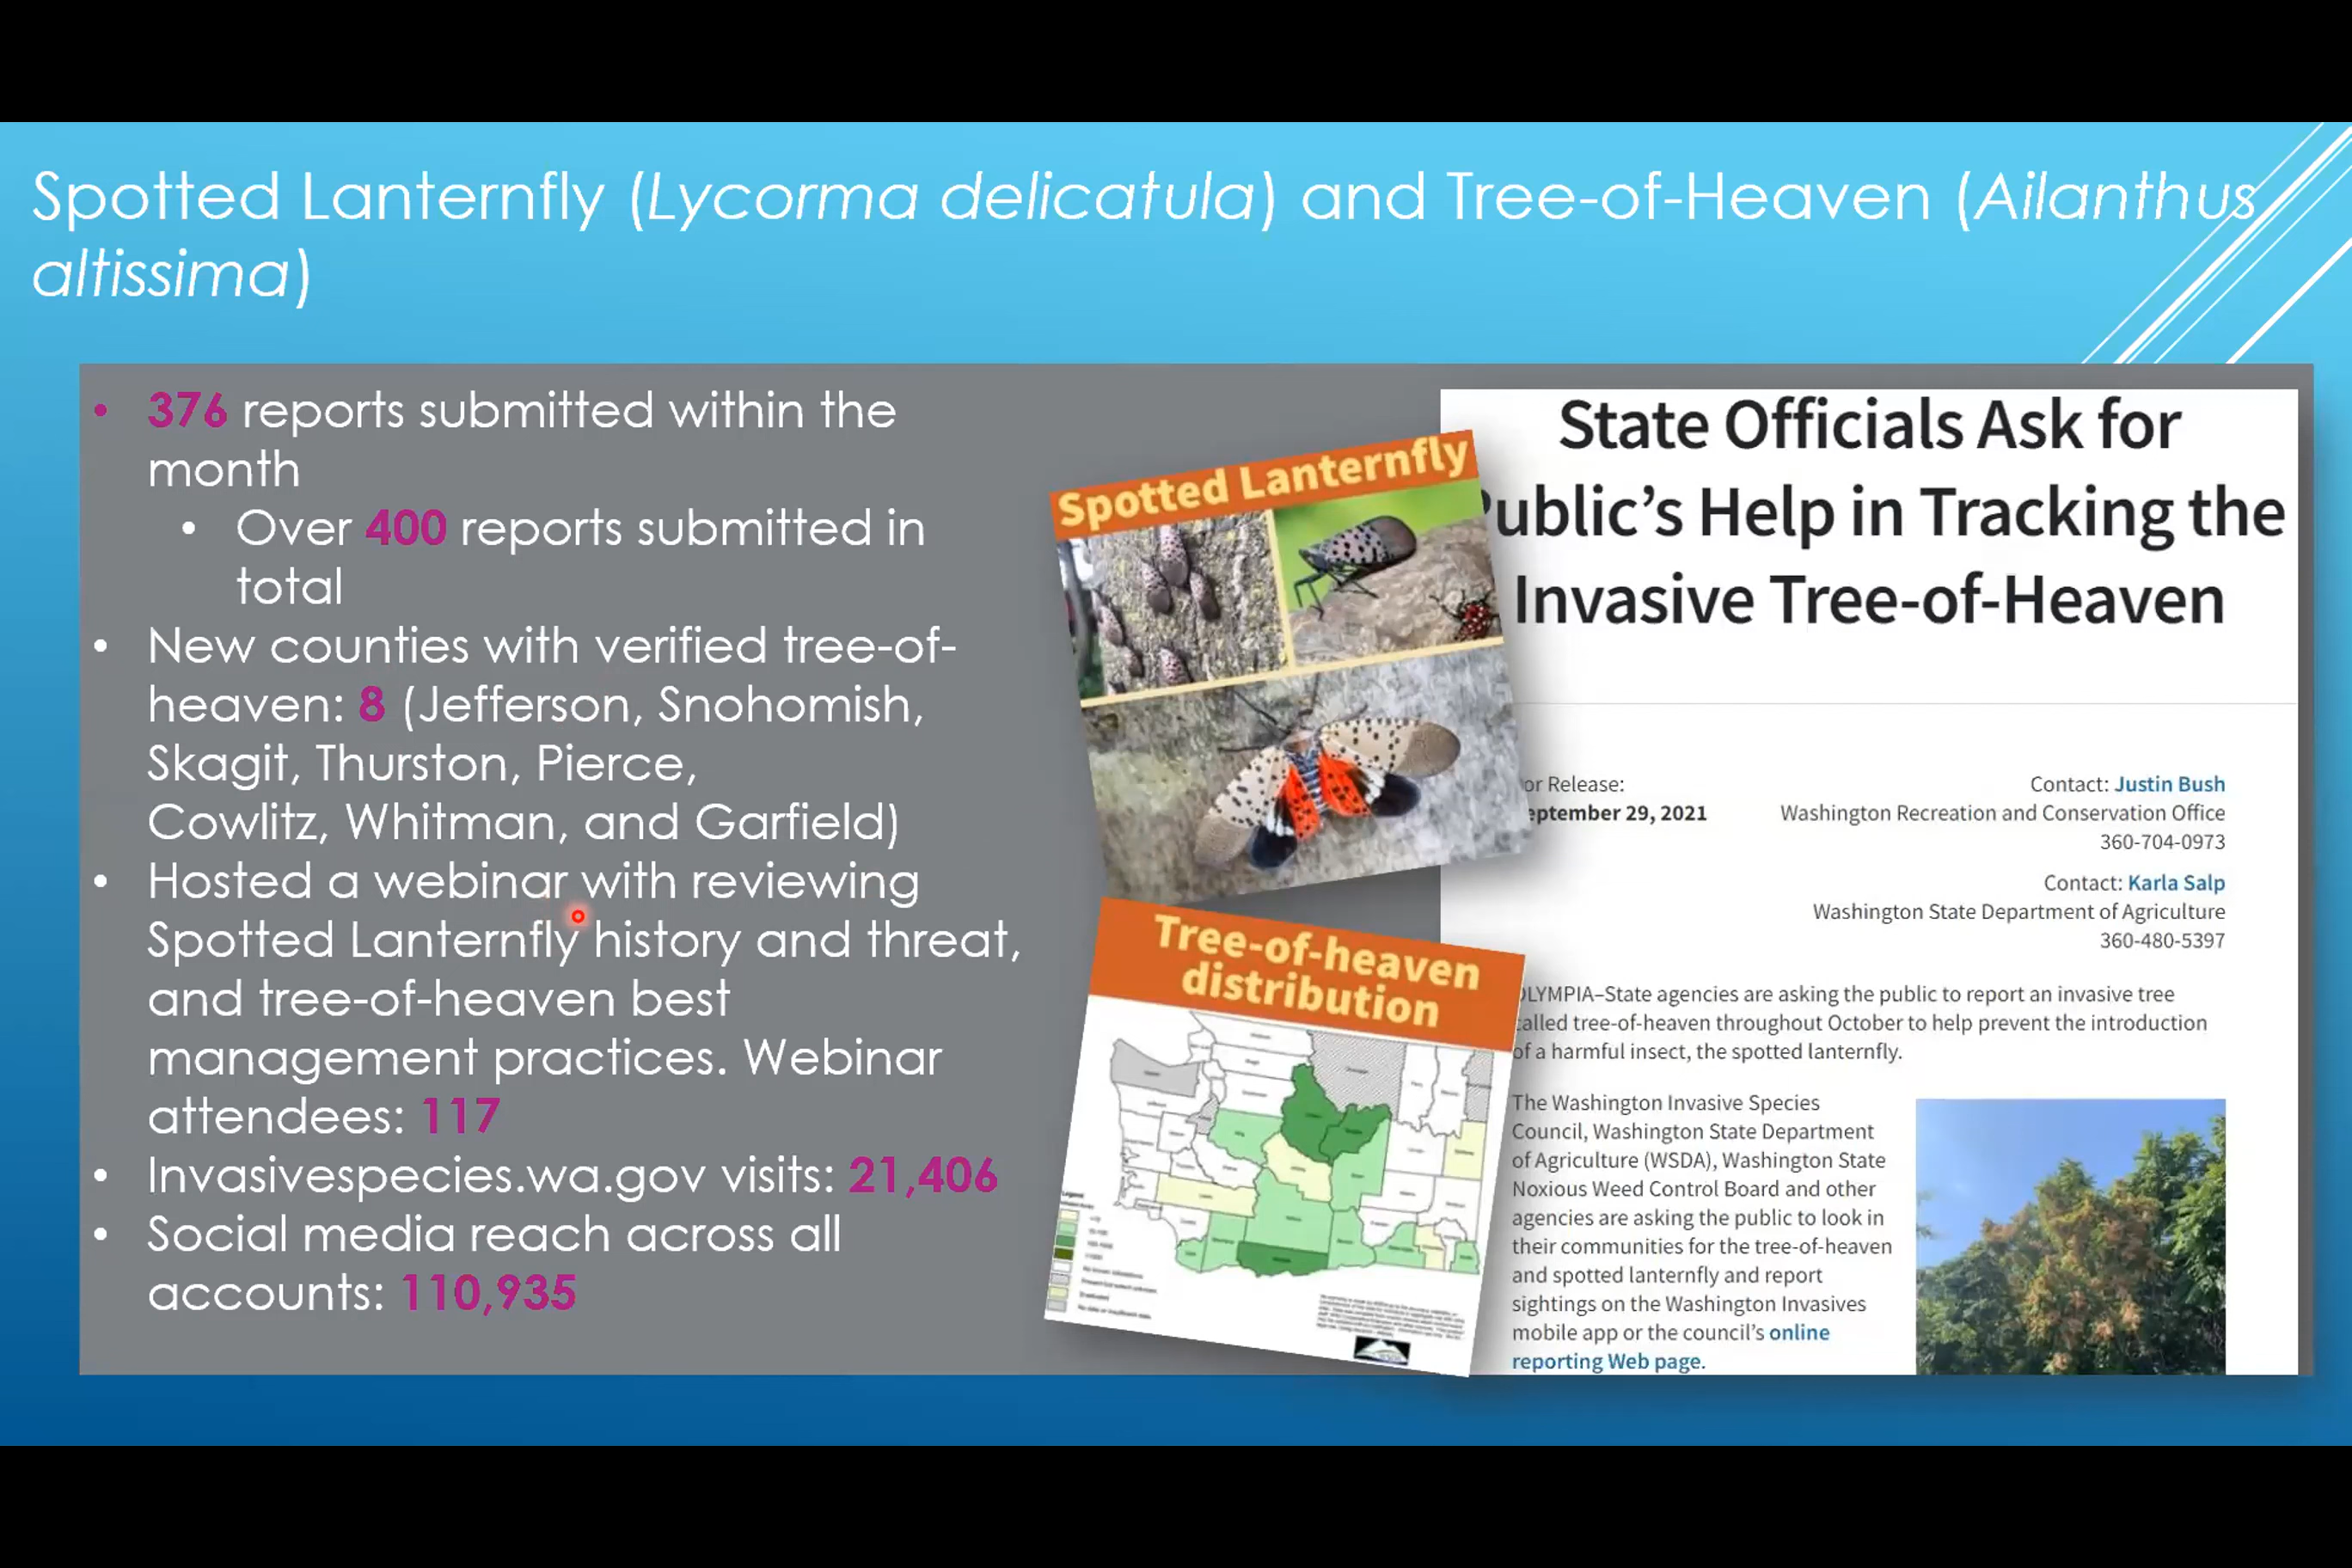 Spotted Lanternfly (Lycorma delicatula) and Tree-of-Heaven (Ailanthus
altissima)
• 376 reports submitted within the
month
• Over 400 reports submitted in
total
• New counties with verified tree-of-
heaven: 8 (Jefferson, Snohomish,
Skagit, Thurston, Pierce,
Cowlitz, Whitman, and Garfield)
• Hosted a webinar with reviewing
Spotted Lanternfly history and threat,
and tree-of-heaven best
management practices. Webinar
attendees: 117
• Invasivespecies.wa.gov visits: 21,406
• Social media reach across all
accounts: 110,935
Spotted Lanternfly
Tree-of-heaven
distribution
State Officials Ask for
Public's Help in Tracking the
Invasive Tree-of-Heaven
or Release:
eptember 29, 2021
Contact: Justin Bush
Washington Recreation and Conservation Office
360-704-0973
Contact: Karla Salp
Washington State Department of Agriculture
360-480-5397
OLYMPIA–State agencies are asking the public to report an invasive tree
called tree-of-heaven throughout October to help prevent the introduction
of a harmful insect, the spotted lanternfly.
The Washington Invasive Species
Council, Washington State Department
of Agriculture (WSDA), Washington State
Noxious Weed Control Board and other
agencies are asking the public to look in
their communities for the tree-of-heaven
and spotted lanternfly and report
sightings on the Washington Invasives
mobile app or the council's online
reporting Web page.